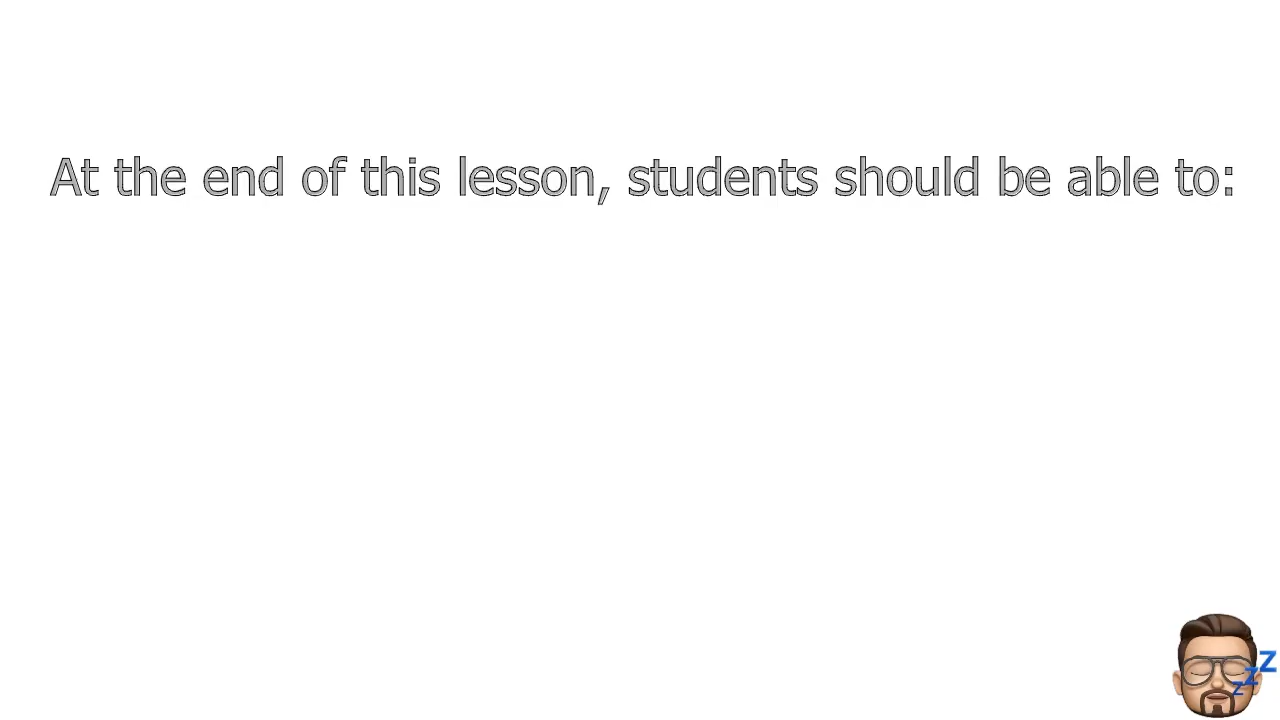 At the end of this lesson, students should be able to:
z z z